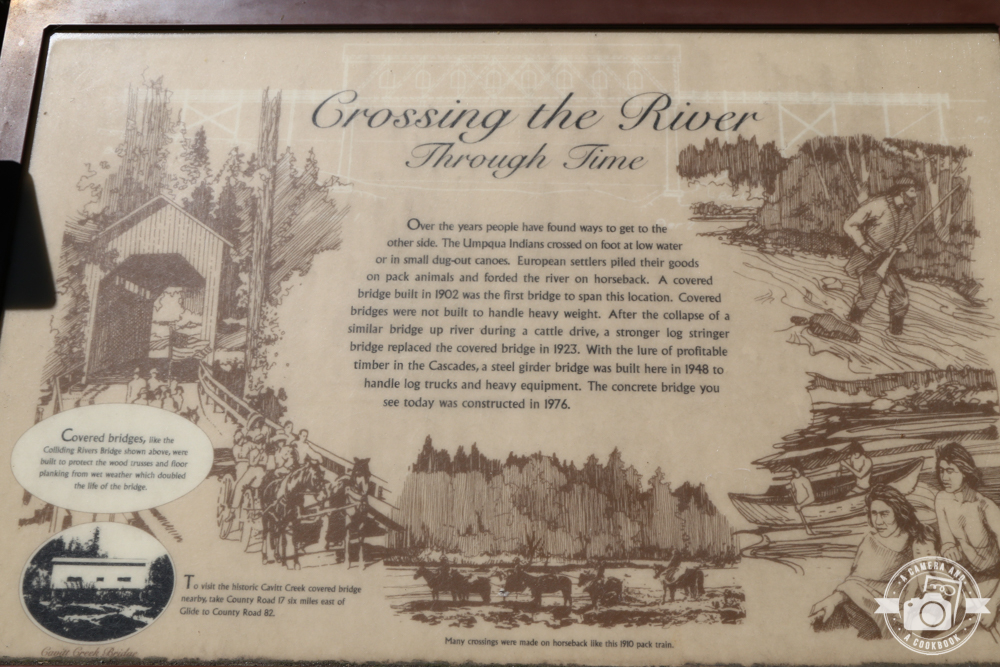 Crossing the River
Through Time
Over the years people have found ways to get to the
other side. The Umpqua Indians crossed on foot at low water
or in small dug-out canoes. European settlers piled their goods
on pack animals and forded the river on horseback. A covered
bridge built in 1902 was the first bridge to span this location. Covered
bridges were not built to handle heavy weight. After the collapse of a
similar bridge up river during a cattle drive, a stronger log stringer
bridge replaced the covered bridge in 1923. With the lure of profitable
timber in the Cascades, a steel girder bridge was built here in 1948 to
handle log trucks and heavy equipment. The concrete bridge you
see today was constructed in 1976.
Covered bridges, like the
Colliding Rivers Bridge shown above, were
built to protect the wood trusses and floor
planking from wet weather which doubled
the life of the bridge.
To visit the historic Cavitt Creek covered bridge
nearby, take County Road 17 six miles east of
Glide to County Road 82.
Cavitt Creek Bridge
Many crossings were made on horseback like this 1910 pack train.
A CAMERA AND
A COOKBOOK